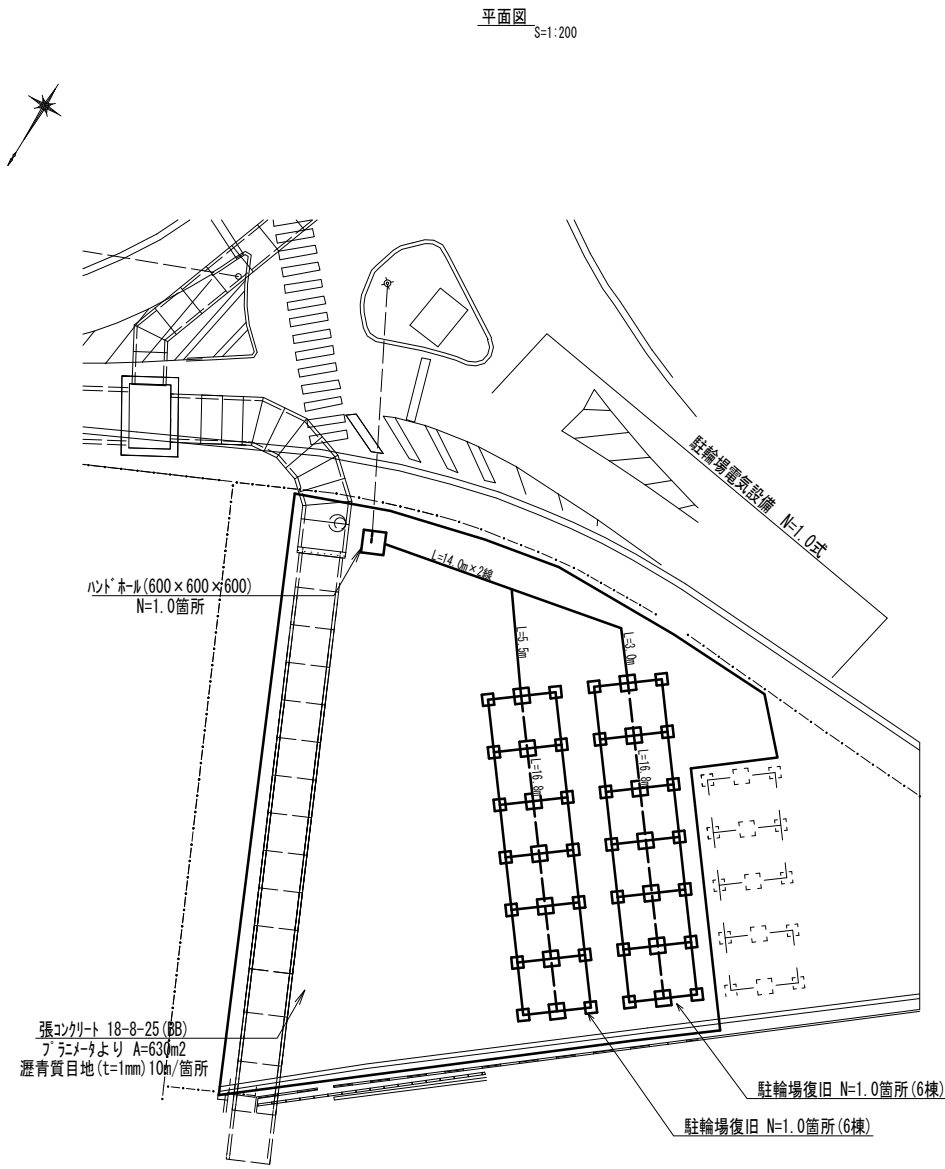 平面図
S=1:200
駐輪場電気設備 N=1.0式
L=14.0m×2線
ハンドホール(600×600×600)
N=1.0箇所
L=5.5m
L=3.0m
L=16.8m
L=16.8m
張コンクリート 18-8-25(BB)
プラニメータより A=630m2
瀝青質目地(t=1mm)10m/箇所
駐輪場復旧 N=1.0箇所(6棟)
駐輪場復旧 N=1.0箇所(6棟)